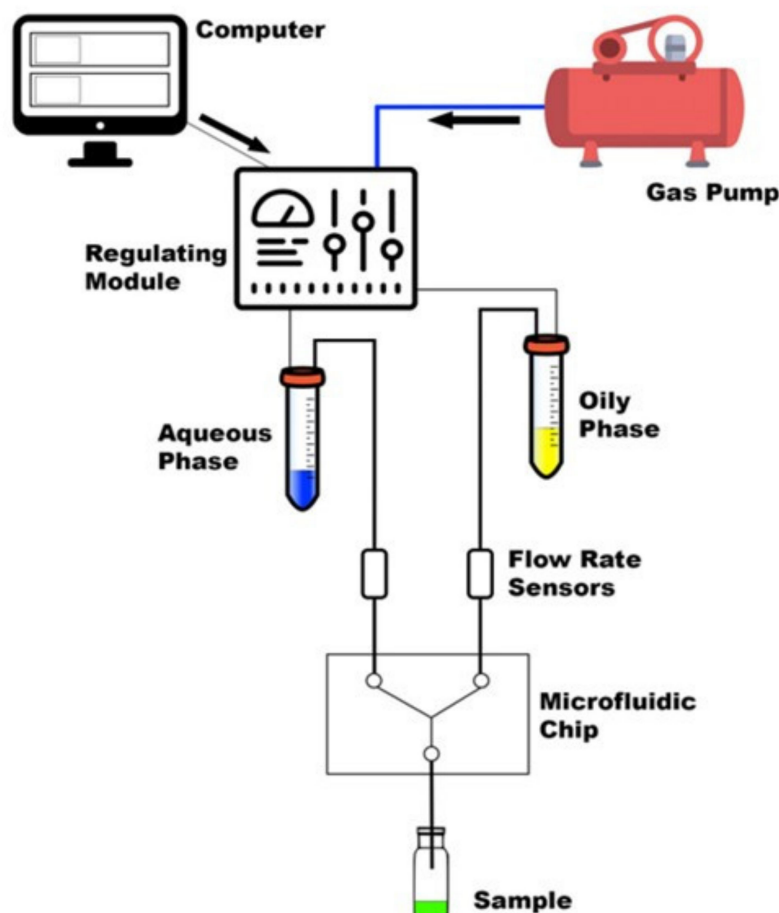 Computer
Gas Pump
Regulating
Module
Aqueous
Phase
Oily
Phase
Flow Rate
Sensors
Microfluidic
Chip
Sample